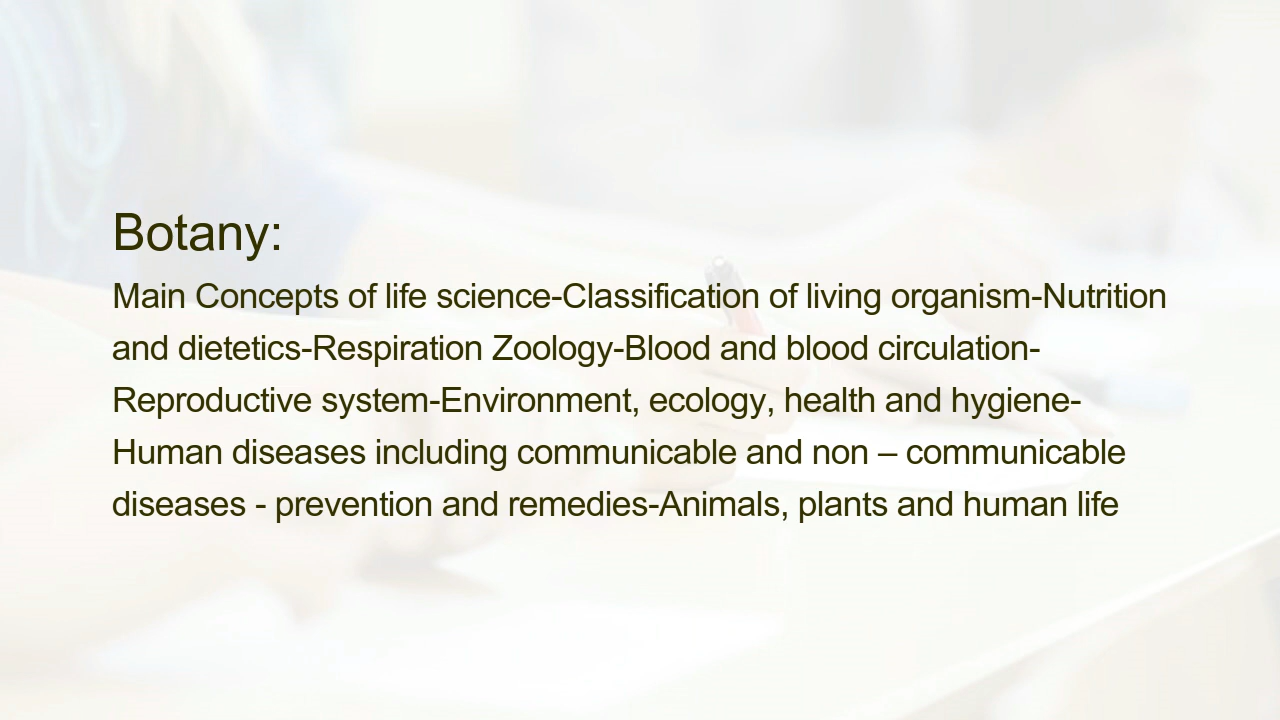 Botany:
Main Concepts of life science-Classification of living organism-Nutrition
and dietetics-Respiration Zoology-Blood and blood circulation-
Reproductive system-Environment, ecology, health and hygiene-
Human diseases including communicable and non – communicable
diseases - prevention and remedies-Animals, plants and human life